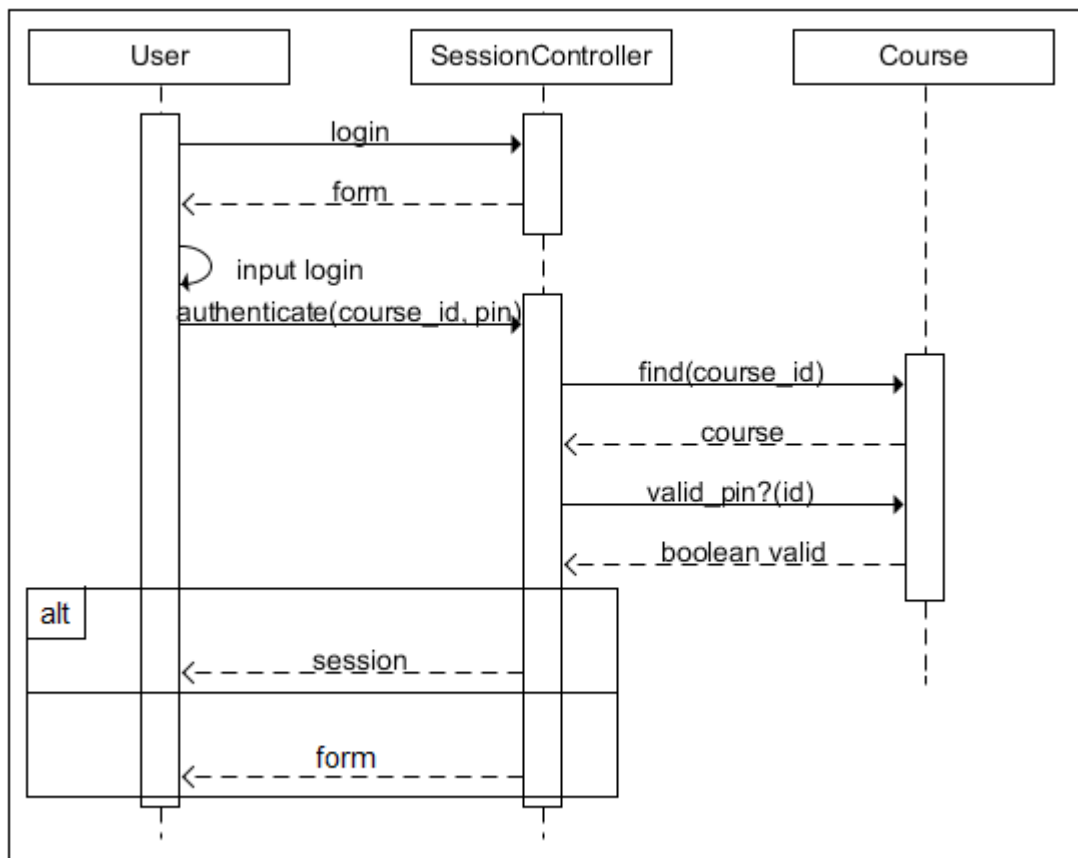 User
SessionController
Course
login
form
input login
authenticate(course_id, pin)
find(course_id)
course
valid_pin?(id)
boolean valid
alt
session
form